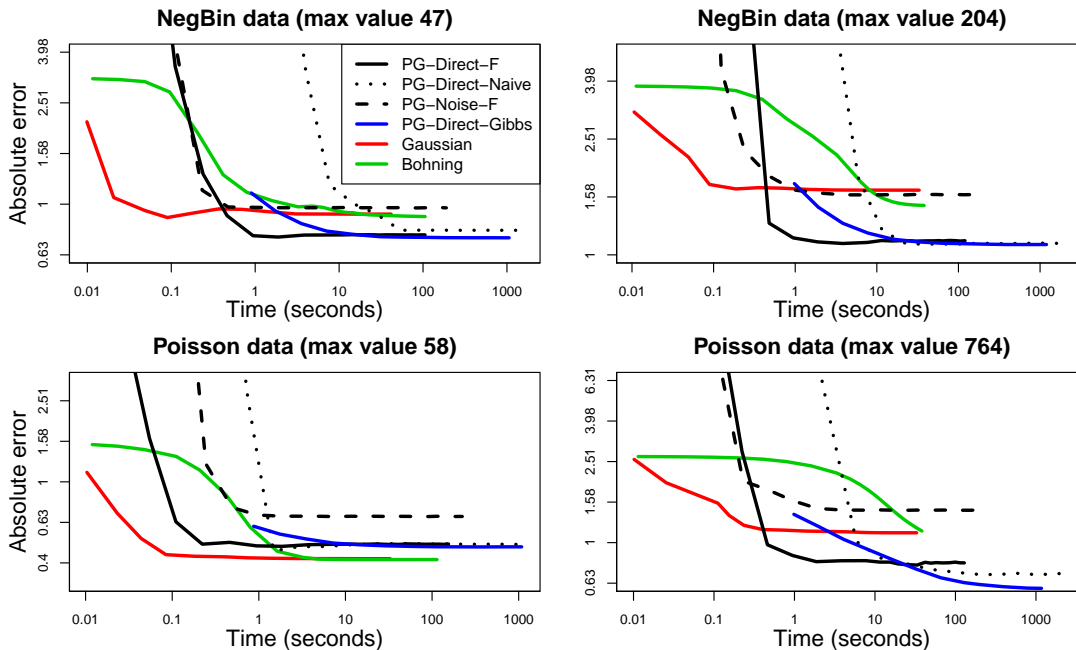 NegBin data (max value 47)
Absolute error
3.98
2.51
1.58
1
0.63
PG−Direct−F
PG−Direct−Naive
PG−Noise−F
PG−Direct−Gibbs
Gaussian
Bohning
0.01 0.1 1 10 100 1000
Time (seconds)
NegBin data (max value 204)
3.98
2.51
1.58
1
0.01 0.1 1 10 100 1000
Time (seconds)
Poisson data (max value 58)
Absolute error
2.51
1.58
1
0.63
0.4
0.01 0.1 1 10 100 1000
Time (seconds)
Poisson data (max value 764)
6.31
3.98
2.51
1.58
1
0.63
0.01 0.1 1 10 100 1000
Time (seconds)